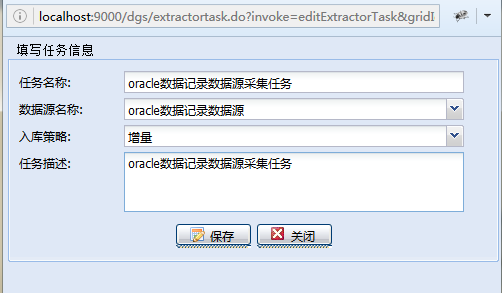 localhost:9000/dgs/extractortask.do?invoke=editExtractorTask&gridI
填写任务信息
任务名称: oracle数据记录数据源采集任务
数据源名称: oracle数据记录数据源
入库策略: 增量
任务描述: oracle数据记录数据源采集任务
保存 关闭